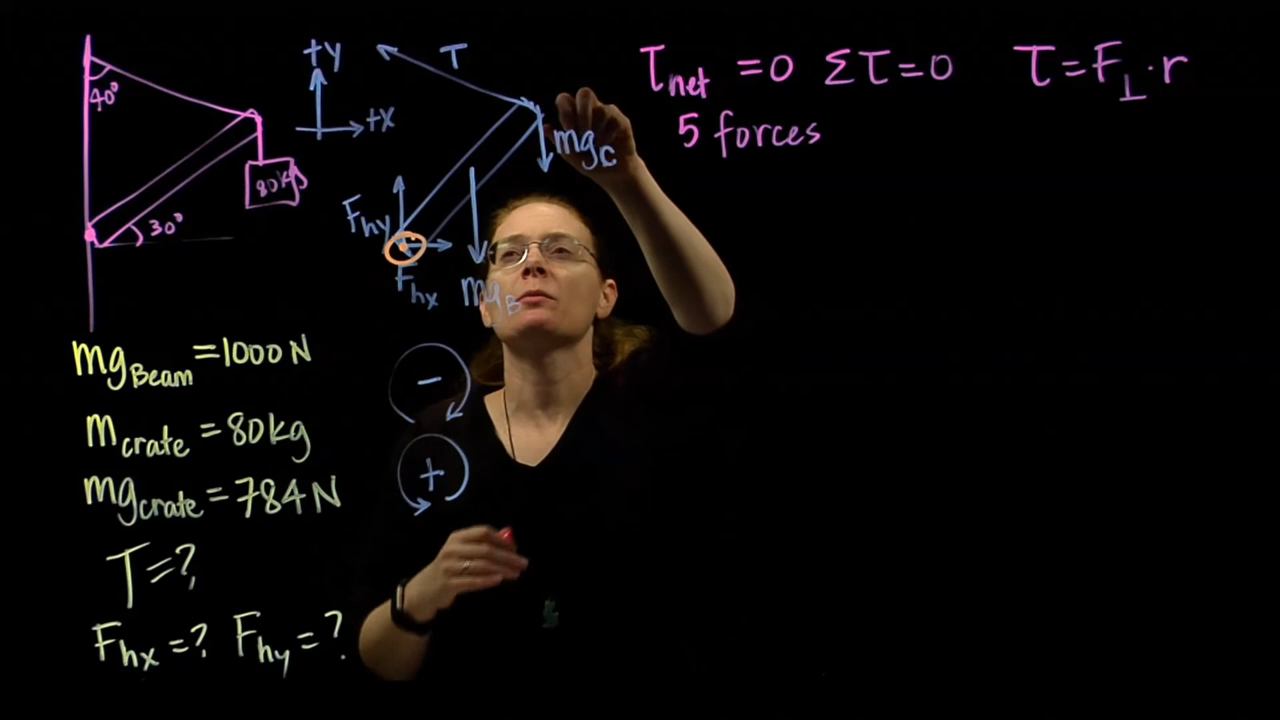 τnet = 0 Στ = 0 τ = F⊥ · r
5 forces
40°
80kg
30°
+y
+x
T
mgC
Fhy
Fhx
mgB
mgBeam = 1000 N
mcrate = 80kg
mgcrate = 784 N
T = ?
Fhx = ? Fhy = ?
−
+